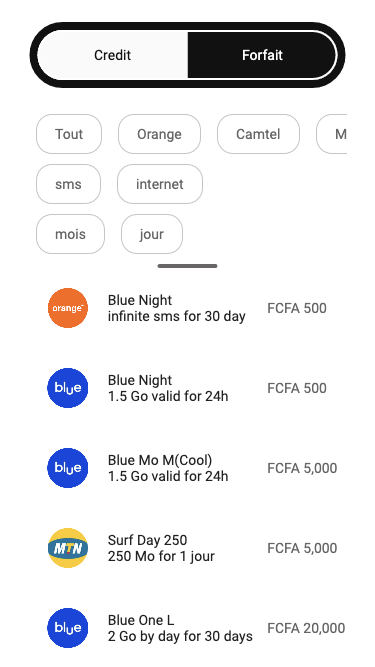 Credit Forfait
Tout Orange Camtel M
sms internet
mois jour
orange Blue Night FCFA 500
infinite sms for 30 day
blue Blue Night FCFA 500
1.5 Go valid for 24h
blue Blue Mo M(Cool) FCFA 5,000
1.5 Go valid for 24h
MTN Surf Day 250 FCFA 5,000
250 Mo for 1 jour
blue Blue One L FCFA 20,000
2 Go by day for 30 days